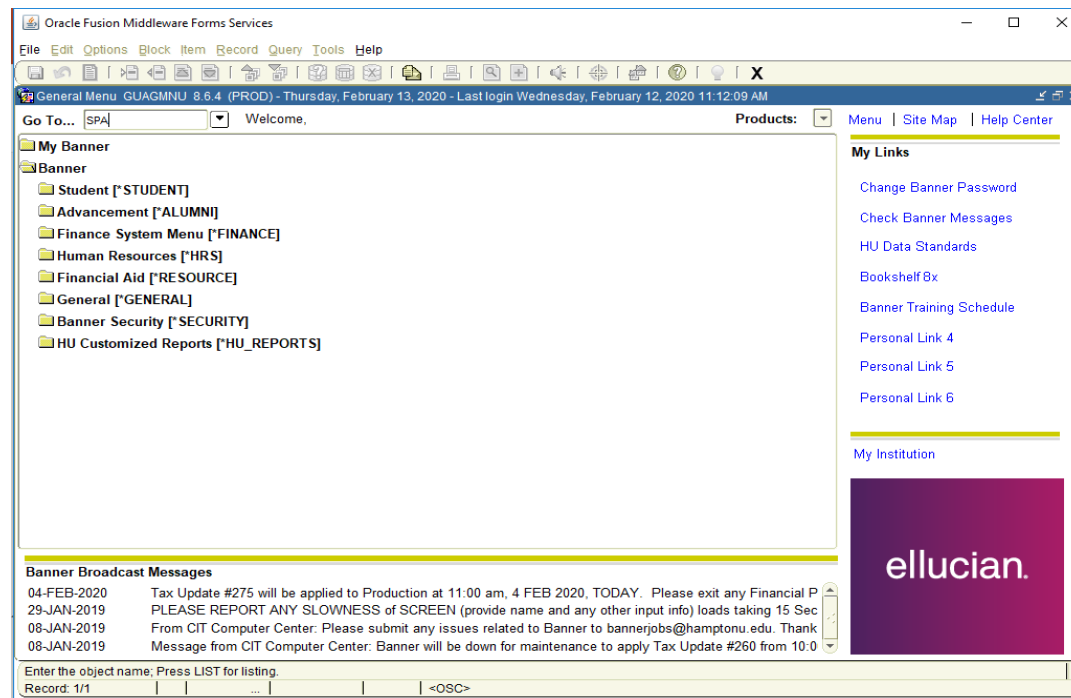 Oracle Fusion Middleware Forms Services
File Edit Options Block Item Record Query Tools Help
General Menu GUAGMNU 8.6.4 (PROD) - Thursday, February 13, 2020 - Last login Wednesday, February 12, 2020 11:12:09 AM
Go To... SPA Welcome, Products: Menu | Site Map | Help Center
My Banner
Banner
Student [*STUDENT]
Advancement [*ALUMNI]
Finance System Menu [*FINANCE]
Human Resources [*HRS]
Financial Aid [*RESOURCE]
General [*GENERAL]
Banner Security [*SECURITY]
HU Customized Reports [*HU_REPORTS]
My Links
Change Banner Password
Check Banner Messages
HU Data Standards
Bookshelf 8x
Banner Training Schedule
Personal Link 4
Personal Link 5
Personal Link 6
My Institution
ellucian.
Banner Broadcast Messages
04-FEB-2020 Tax Update #275 will be applied to Production at 11:00 am, 4 FEB 2020, TODAY. Please exit any Financial P
29-JAN-2019 PLEASE REPORT ANY SLOWNESS of SCREEN (provide name and any other input info) loads taking 15 Sec
08-JAN-2019 From CIT Computer Center: Please submit any issues related to Banner to bannerjobs@hamptonu.edu. Thank
08-JAN-2019 Message from CIT Computer Center: Banner will be down for maintenance to apply Tax Update #260 from 10:0
Enter the object name; Press LIST for listing.
Record: 1/1 ... <OSC>